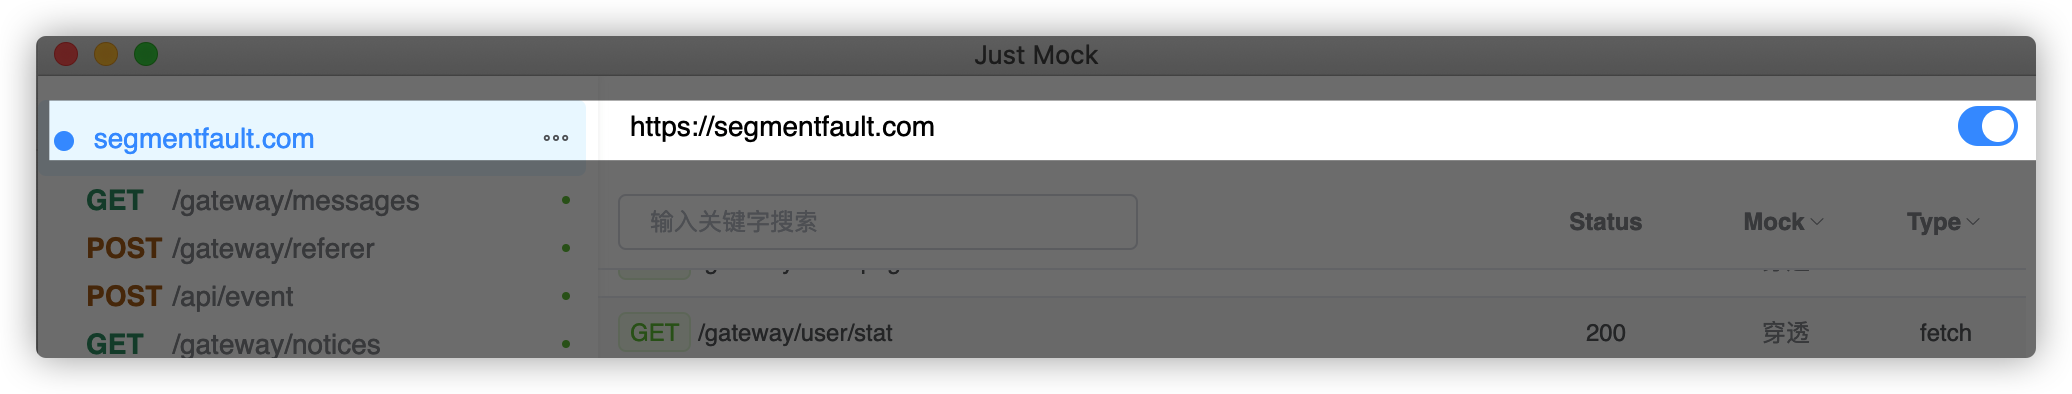 Just Mock
segmentfault.com
https://segmentfault.com
GET /gateway/messages
POST /gateway/referer
POST /api/event
GET /gateway/notices
输入关键字搜索 Status Mock Type
GET /gateway/user/stat 200 穿透 fetch